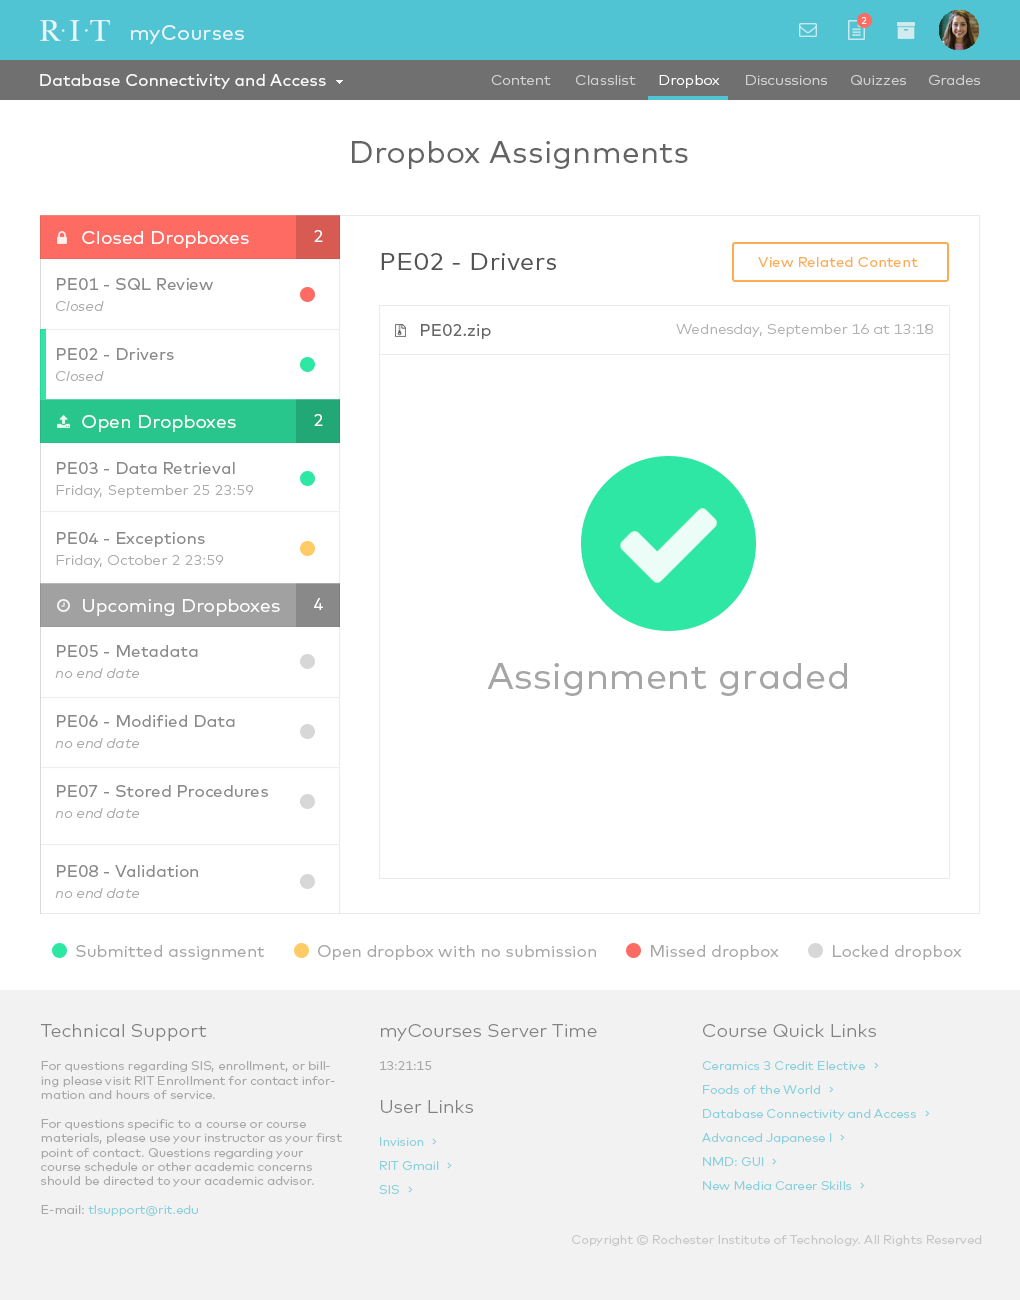 R·I·T myCourses
2
Database Connectivity and Access
Content Classlist Dropbox Discussions Quizzes Grades
Dropbox Assignments
Closed Dropboxes 2
PE01 - SQL Review
Closed
PE02 - Drivers
Closed
Open Dropboxes 2
PE03 - Data Retrieval
Friday, September 25 23:59
PE04 - Exceptions
Friday, October 2 23:59
Upcoming Dropboxes 4
PE05 - Metadata
no end date
PE06 - Modified Data
no end date
PE07 - Stored Procedures
no end date
PE08 - Validation
no end date
PE02 - Drivers
View Related Content
PE02.zip
Wednesday, September 16 at 13:18
Assignment graded
Submitted assignment
Open dropbox with no submission
Missed dropbox
Locked dropbox
Technical Support
For questions regarding SIS, enrollment, or bill-
ing please visit RIT Enrollment for contact infor-
mation and hours of service.
For questions specific to a course or course
materials, please use your instructor as your first
point of contact. Questions regarding your
course schedule or other academic concerns
should be directed to your academic advisor.
E-mail: tlsupport@rit.edu
myCourses Server Time
13:21:15
User Links
Invision >
RIT Gmail >
SIS >
Course Quick Links
Ceramics 3 Credit Elective >
Foods of the World >
Database Connectivity and Access >
Advanced Japanese I >
NMD: GUI >
New Media Career Skills >
Copyright © Rochester Institute of Technology. All Rights Reserved